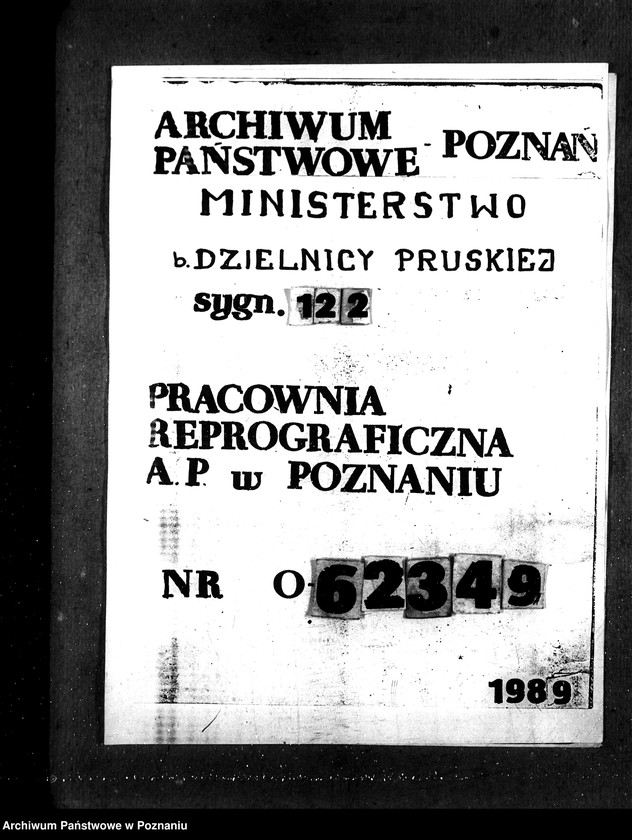 ARCHIWUM
PAŃSTWOWE - POZNAŃ
MINISTERSTWO
b. DZIELNICY PRUSKIEJ
sygn. 122
PRACOWNIA
REPROGRAFICZNA
A.P. w POZNANIU
NR O-62349
1989
Archiwum Państwowe w Poznaniu